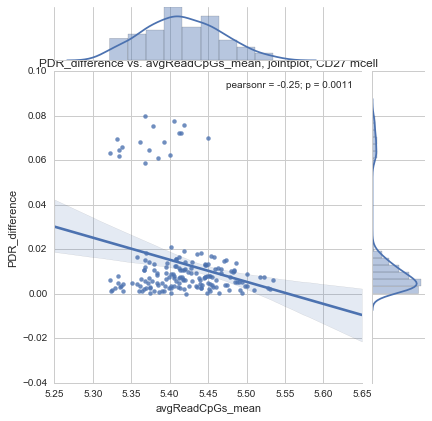 PDR_difference vs. avgReadCpGs_mean, jointplot, CD27 mcell
pearsonr = -0.25; p = 0.0011
0.10
0.08
0.06
0.04
0.02
0.00
−0.02
−0.04
PDR_difference
5.25 5.30 5.35 5.40 5.45 5.50 5.55 5.60 5.65
avgReadCpGs_mean